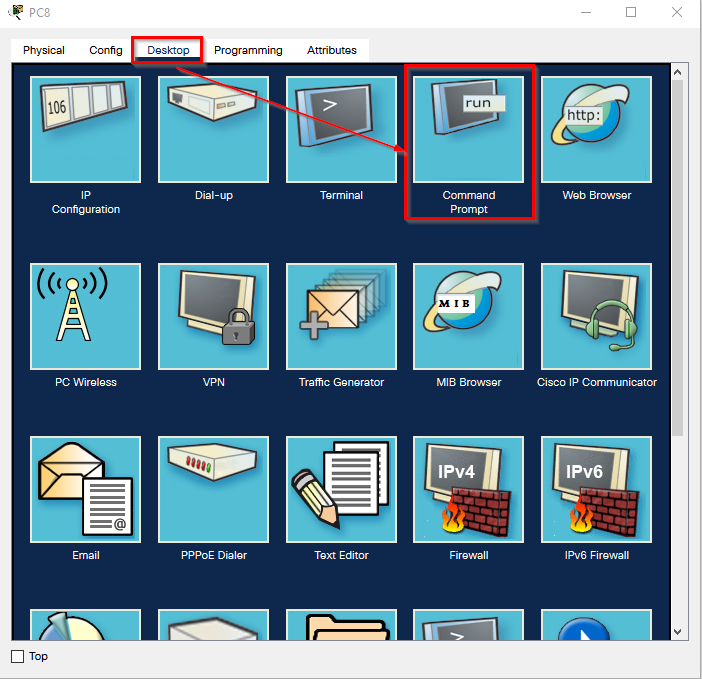 PC8
Physical Config Desktop Programming Attributes
106
>
run
http:
IP
Configuration
Dial-up
Terminal
Command
Prompt
Web Browser
MIB
PC Wireless
VPN
Traffic Generator
MIB Browser
Cisco IP Communicator
@
IPv4
IPv6
Email
PPPoE Dialer
Text Editor
Firewall
IPv6 Firewall
>
Top